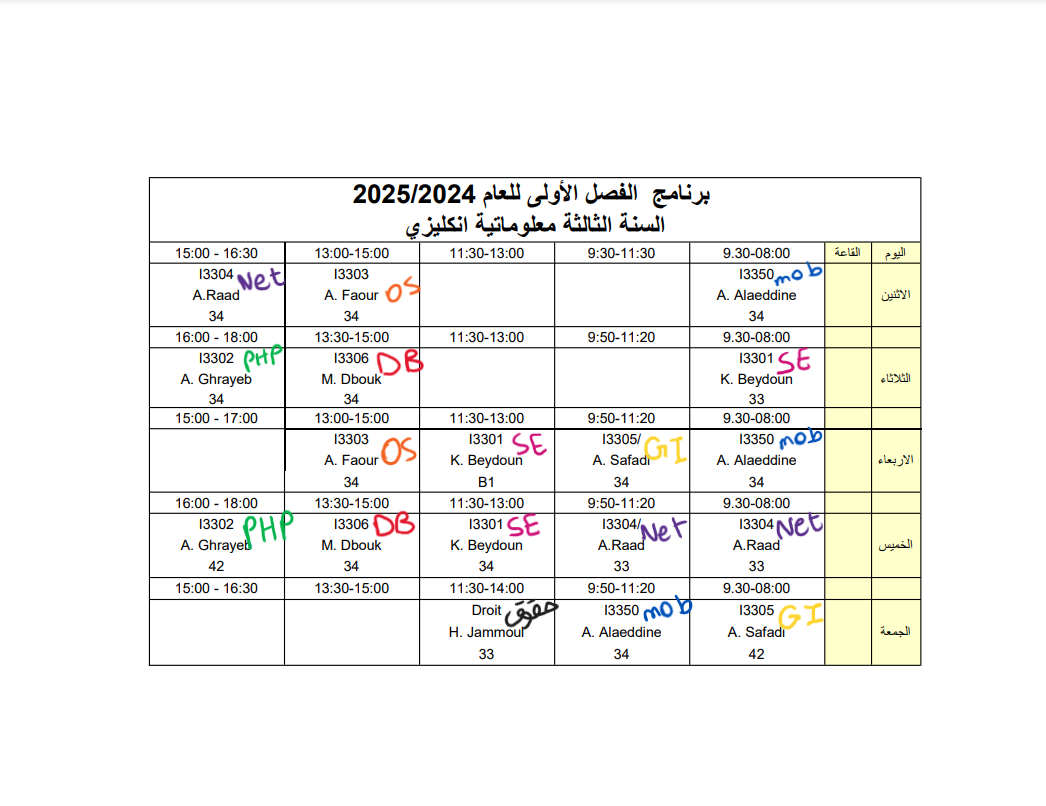 برنامج الفصل الأولى للعام 2025/2024
السنة الثالثة معلوماتية انكليزي
15:00 - 16:30 13:00-15:00 11:30-13:00 9:30-11:30 9.30-08:00 القاعة اليوم
I3304 Net I3303 I3350 mob
A.Raad A. Faour OS A. Alaeddine الاثنين
34 34 34
16:00 - 18:00 13:30-15:00 11:30-13:00 9:50-11:20 9.30-08:00
I3302 PHP I3306 DB I3301 SE
A. Ghrayeb M. Dbouk K. Beydoun الثلاثاء
34 34 33
15:00 - 17:00 13:00-15:00 11:30-13:00 9:50-11:20 9.30-08:00
I3303 I3301 SE I3305/ I3350 mob
A. Faour OS K. Beydoun A. Safadi GI A. Alaeddine الاربعاء
34 B1 34 34
16:00 - 18:00 13:30-15:00 11:30-13:00 9:50-11:20 9.30-08:00
I3302 PHP I3306 DB I3301 SE I3304/ Net I3304 Net
A. Ghrayeb M. Dbouk K. Beydoun A.Raad A.Raad الخميس
42 34 34 33 33
15:00 - 16:30 13:30-15:00 11:30-14:00 9:50-11:20 9.30-08:00
Droit حقوق I3350 mob I3305 GI
H. Jammoul A. Alaeddine A. Safadi الجمعة
33 34 42